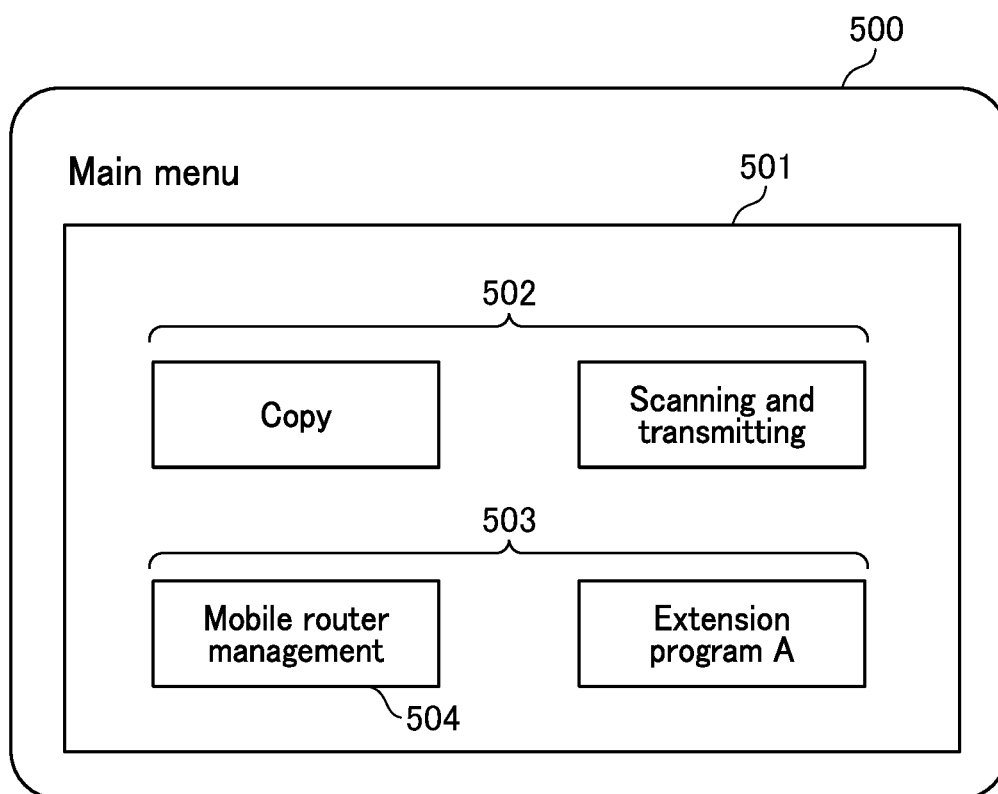 500
Main menu
501
502
Copy
Scanning and
transmitting
503
Mobile router
management
Extension
program A
504